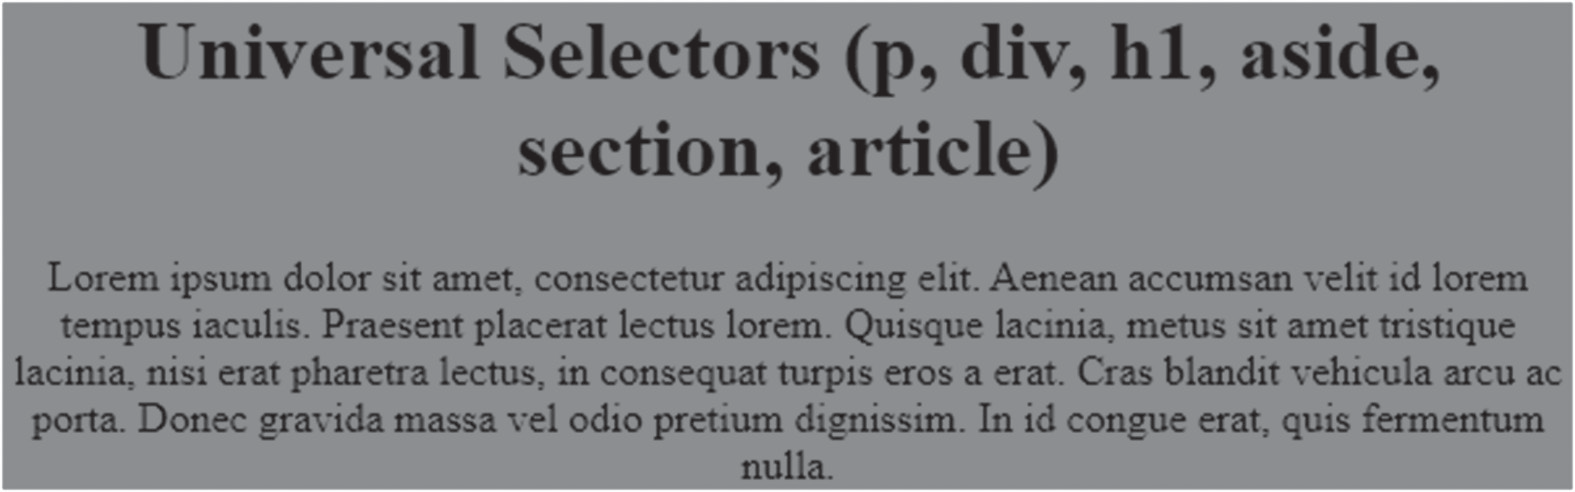 Universal Selectors (p, div, h1, aside,
section, article)
Lorem ipsum dolor sit amet, consectetur adipiscing elit. Aenean accumsan velit id lorem
tempus iaculis. Praesent placerat lectus lorem. Quisque lacinia, metus sit amet tristique
lacinia, nisi erat pharetra lectus, in consequat turpis eros a erat. Cras blandit vehicula arcu ac
porta. Donec gravida massa vel odio pretium dignissim. In id congue erat, quis fermentum
nulla.